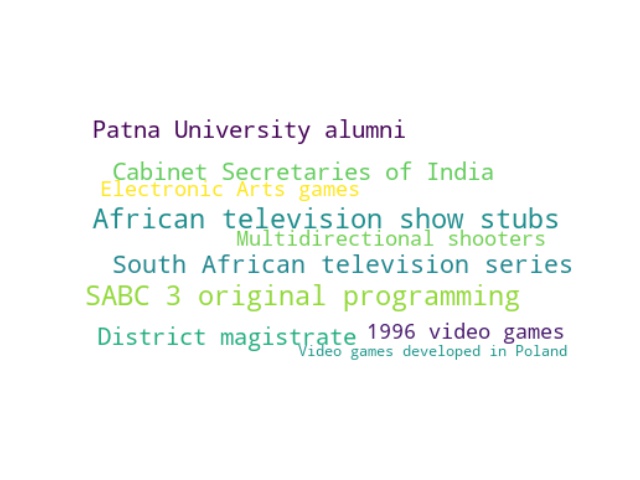 Patna University alumni
Cabinet Secretaries of India
Electronic Arts games
African television show stubs
Multidirectional shooters
South African television series
SABC 3 original programming
District magistrate
1996 video games
Video games developed in Poland